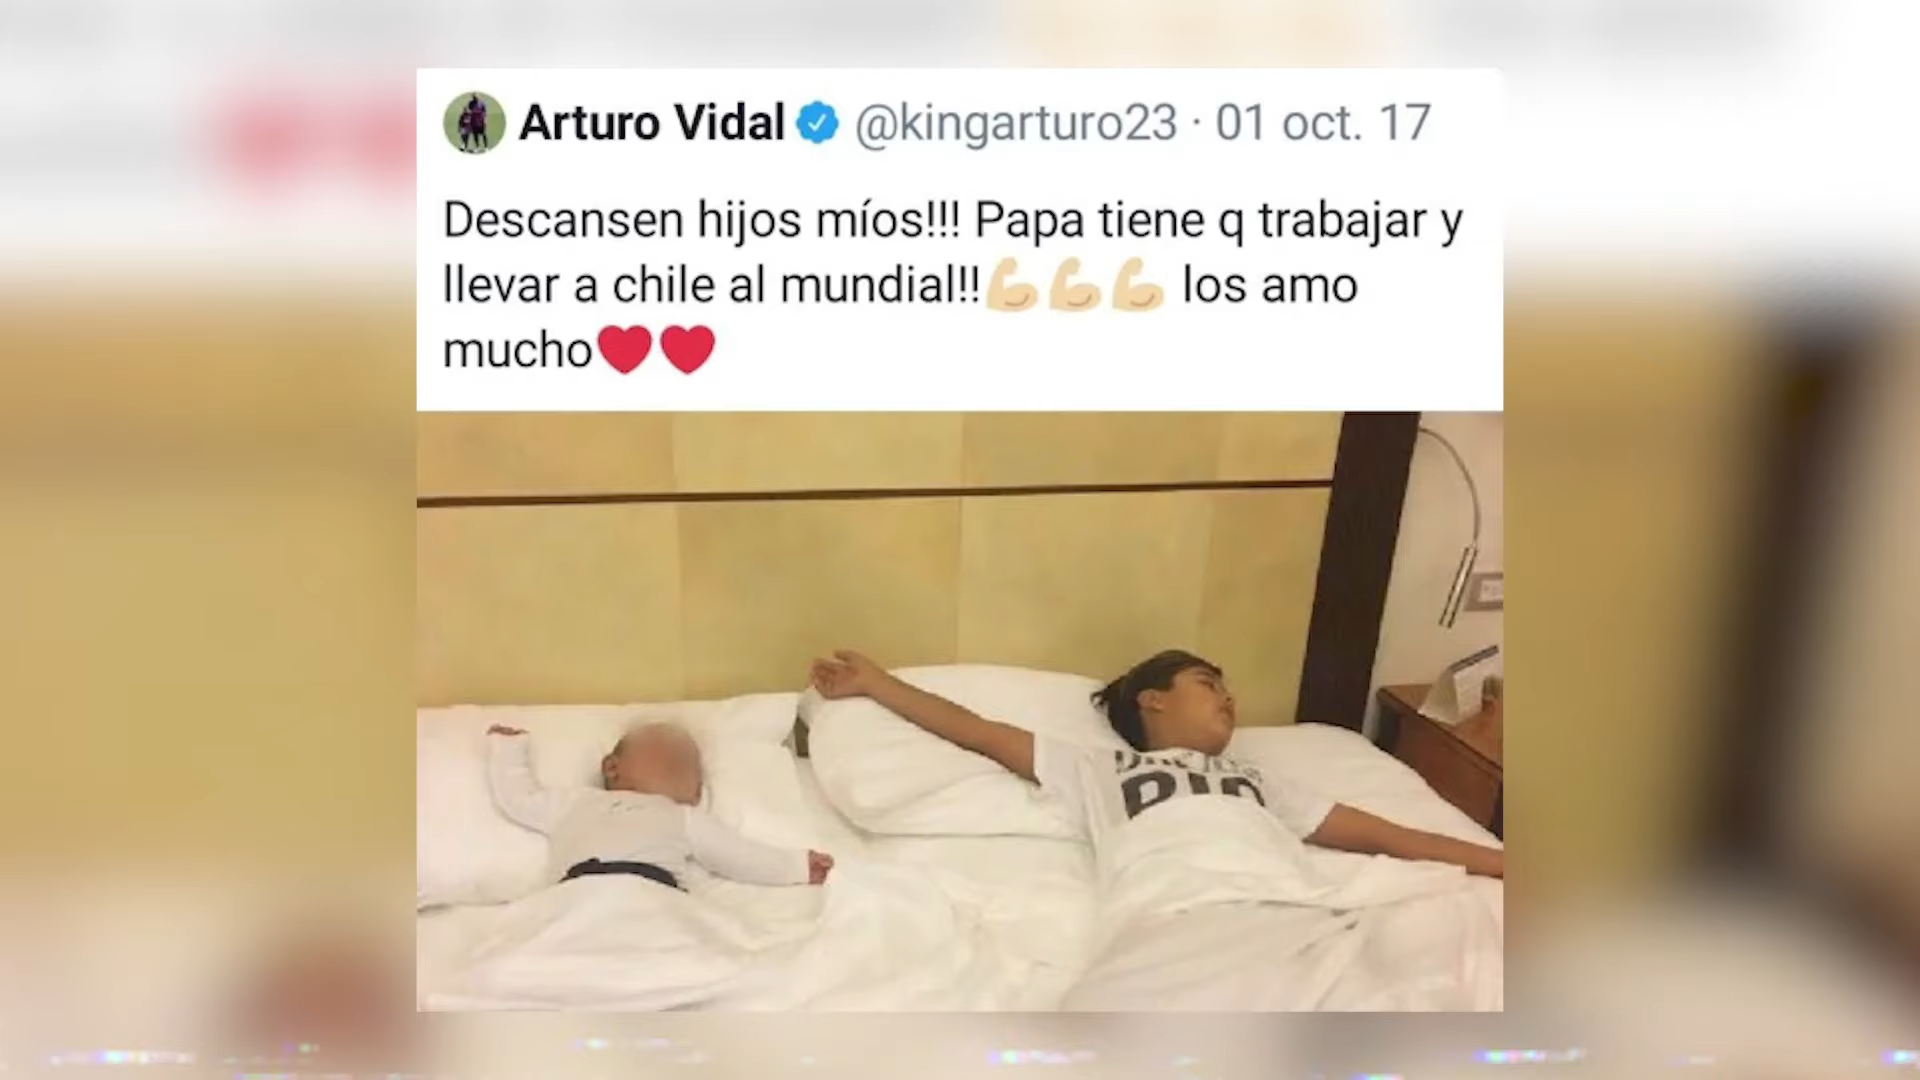 Arturo Vidal @kingarturo23 · 01 oct. 17
Descansen hijos míos!!! Papa tiene q trabajar y
llevar a chile al mundial!!💪🏼💪🏼💪🏼 los amo
mucho❤️❤️